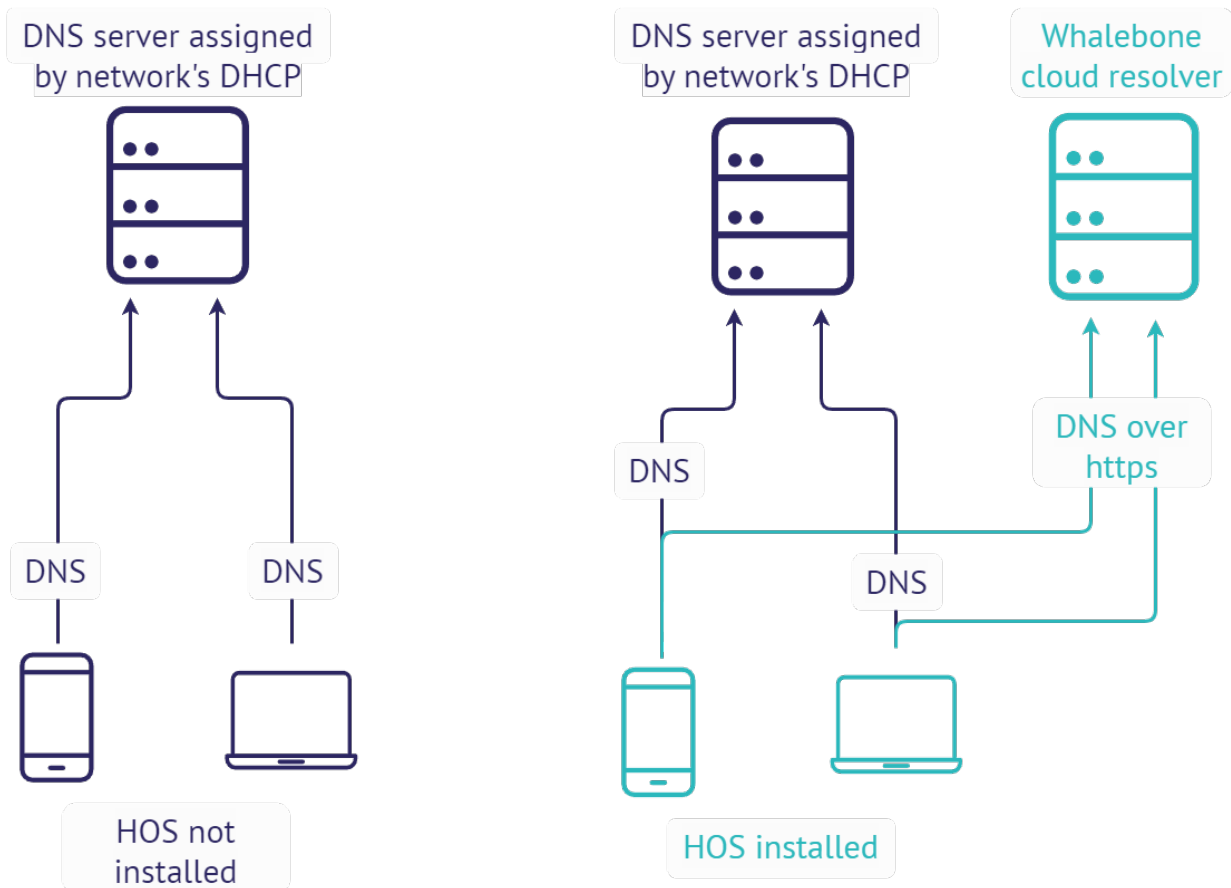 DNS server assigned
by network's DHCP
DNS
DNS
HOS not
installed
DNS server assigned
by network's DHCP
Whalebone
cloud resolver
DNS over
https
DNS
DNS
HOS installed